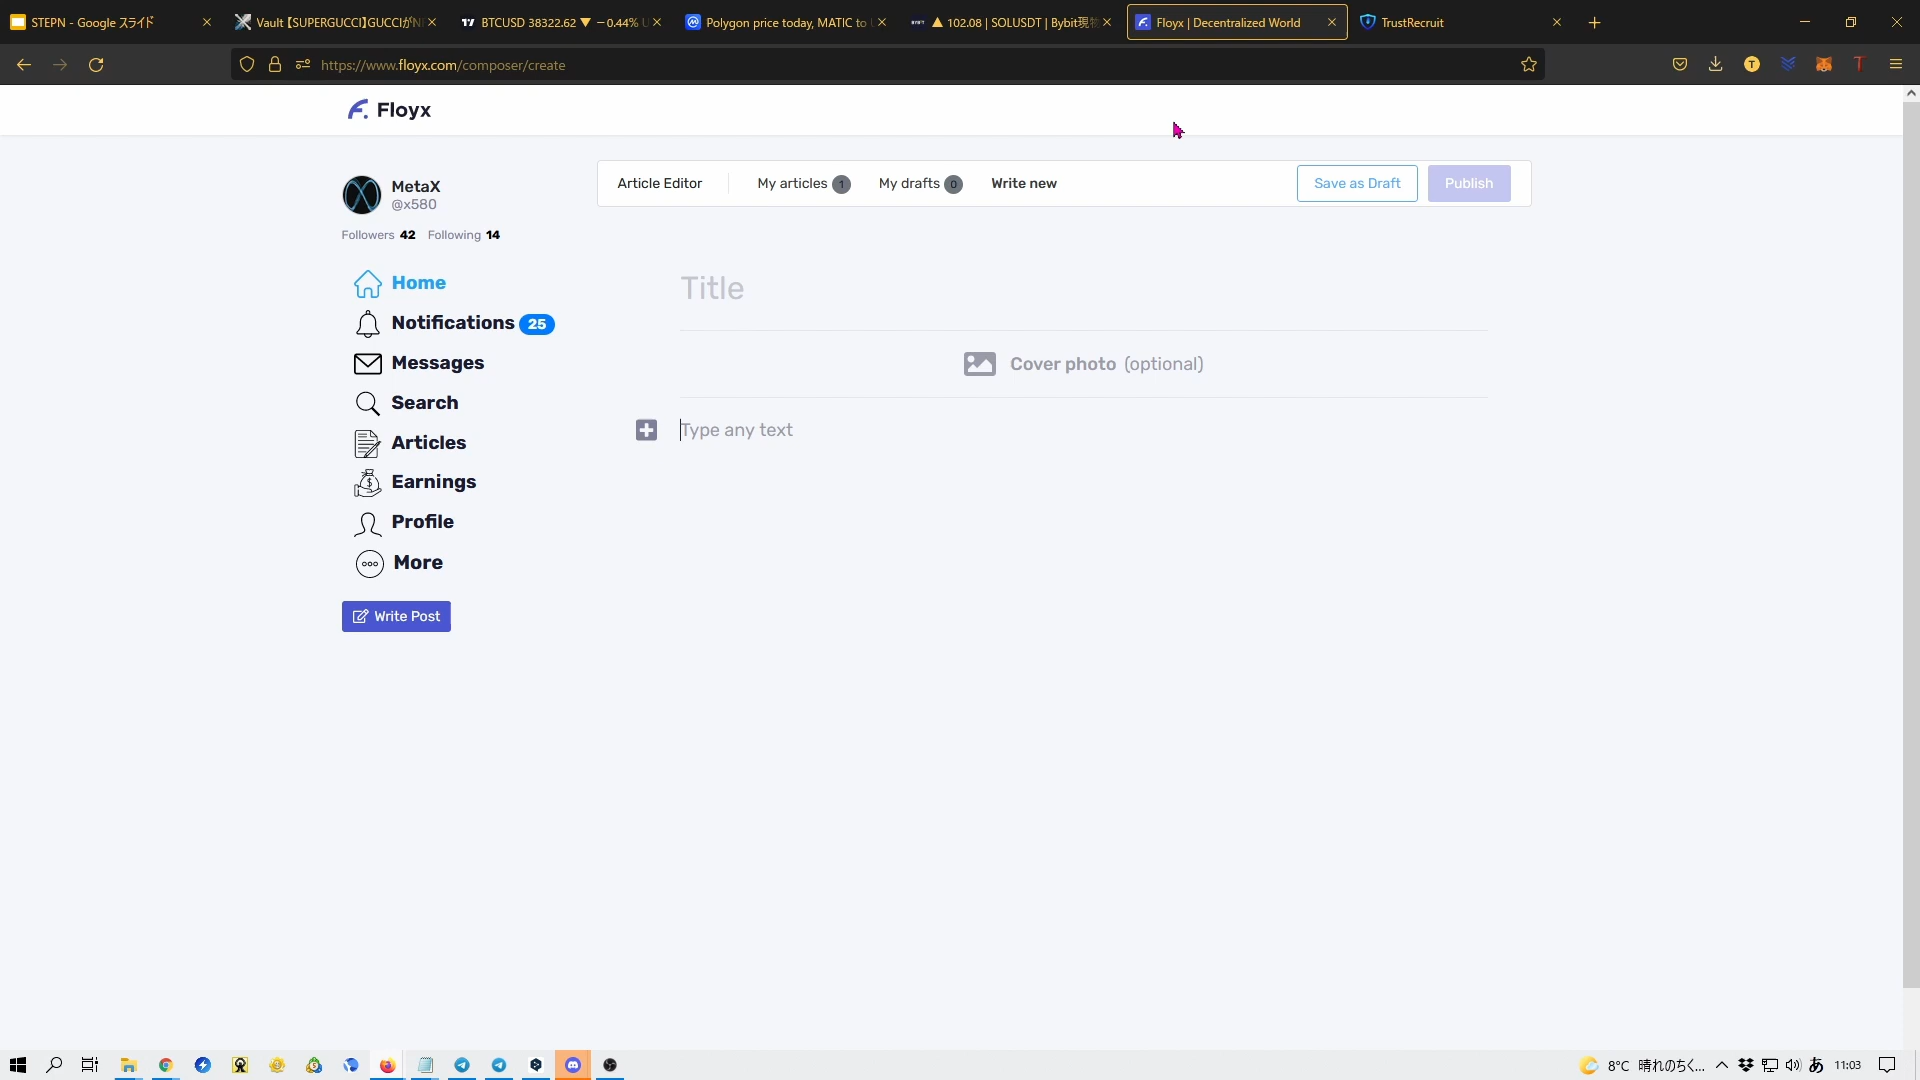 STEPN - Google スライド
Vault【SUPERGUCCI】GUCCIがN
BTCUSD 38322.62 ▼ −0.44% U
Polygon price today, MATIC to U
▲ 102.08 | SOLUSDT | Bybit現物
Floyx | Decentralized World
TrustRecruit
https://www.floyx.com/composer/create
Floyx
MetaX
@x580
Followers 42 Following 14
Home
Notifications 25
Messages
Search
Articles
Earnings
Profile
More
Write Post
Article Editor
My articles 1
My drafts 0
Write new
Save as Draft
Publish
Title
Cover photo (optional)
Type any text
8°C 晴れのちく...
あ
11:03